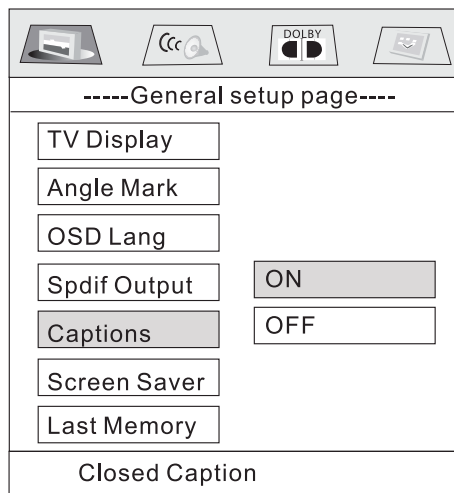 DOLBY
-----General setup page----
TV Display
Angle Mark
OSD Lang
Spdif Output
ON
Captions
OFF
Screen Saver
Last Memory
Closed Caption